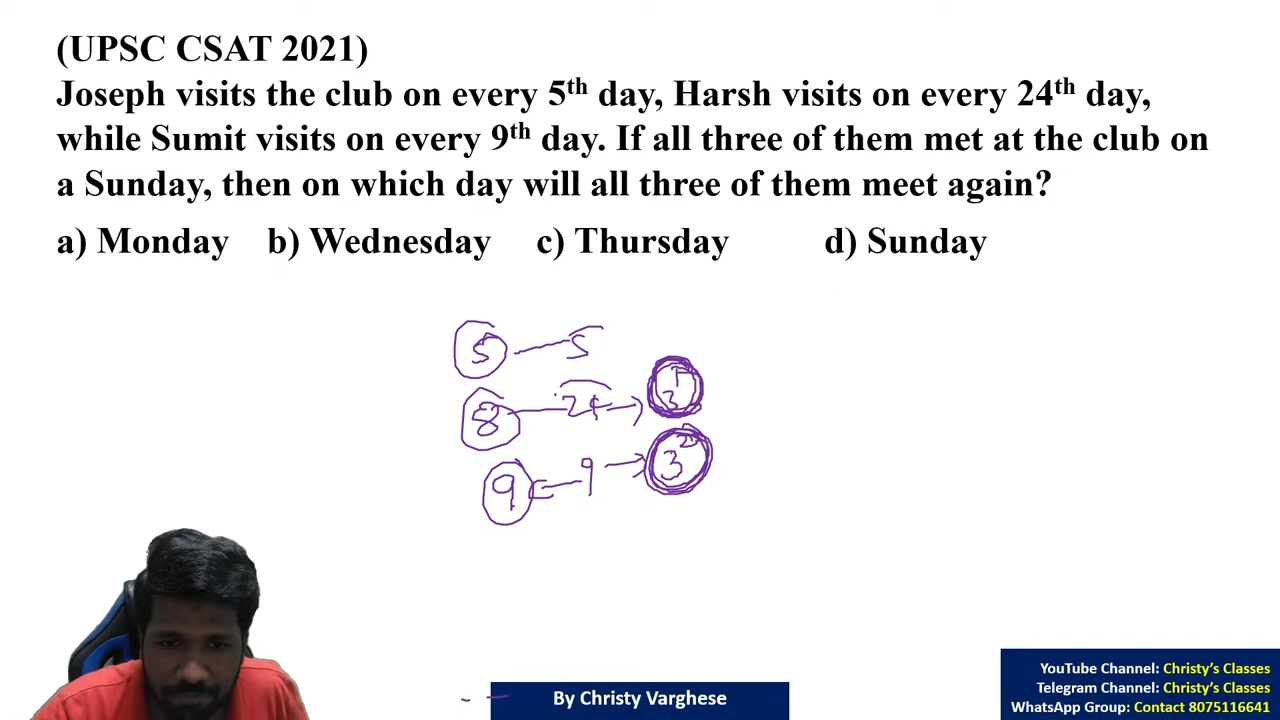 (UPSC CSAT 2021)
Joseph visits the club on every 5th day, Harsh visits on every 24th day,
while Sumit visits on every 9th day. If all three of them met at the club on
a Sunday, then on which day will all three of them meet again?
a) Monday b) Wednesday c) Thursday d) Sunday
5 — 5
8 — 24 → 3¹
9 — 9 → 3²
By Christy Varghese
YouTube Channel: Christy's Classes
Telegram Channel: Christy's Classes
WhatsApp Group: Contact 8075116641